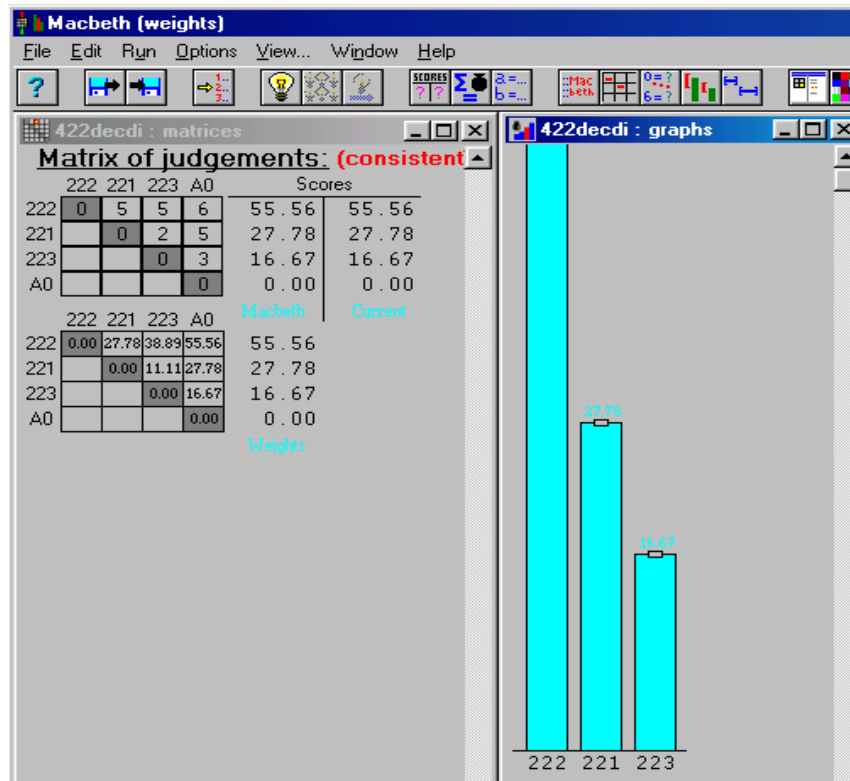 Macbeth (weights)
File Edit Run Options View... Window Help
? 1.. 2.. 3.. SCORES ? ? Σ a=... b=... Mac beth 0=? 6=?
422decdi : matrices
Matrix of judgements: (consistent)
222 221 223 A0 Scores
222 0 5 5 6 55.56 55.56
221 0 2 5 27.78 27.78
223 0 3 16.67 16.67
A0 0 0.00 0.00
Macbeth Current
222 221 223 A0
222 0.00 27.78 38.89 55.56 55.56
221 0.00 11.11 27.78 27.78
223 0.00 16.67 16.67
A0 0.00 0.00
Weights
422decdi : graphs
27.78
16.67
222 221 223